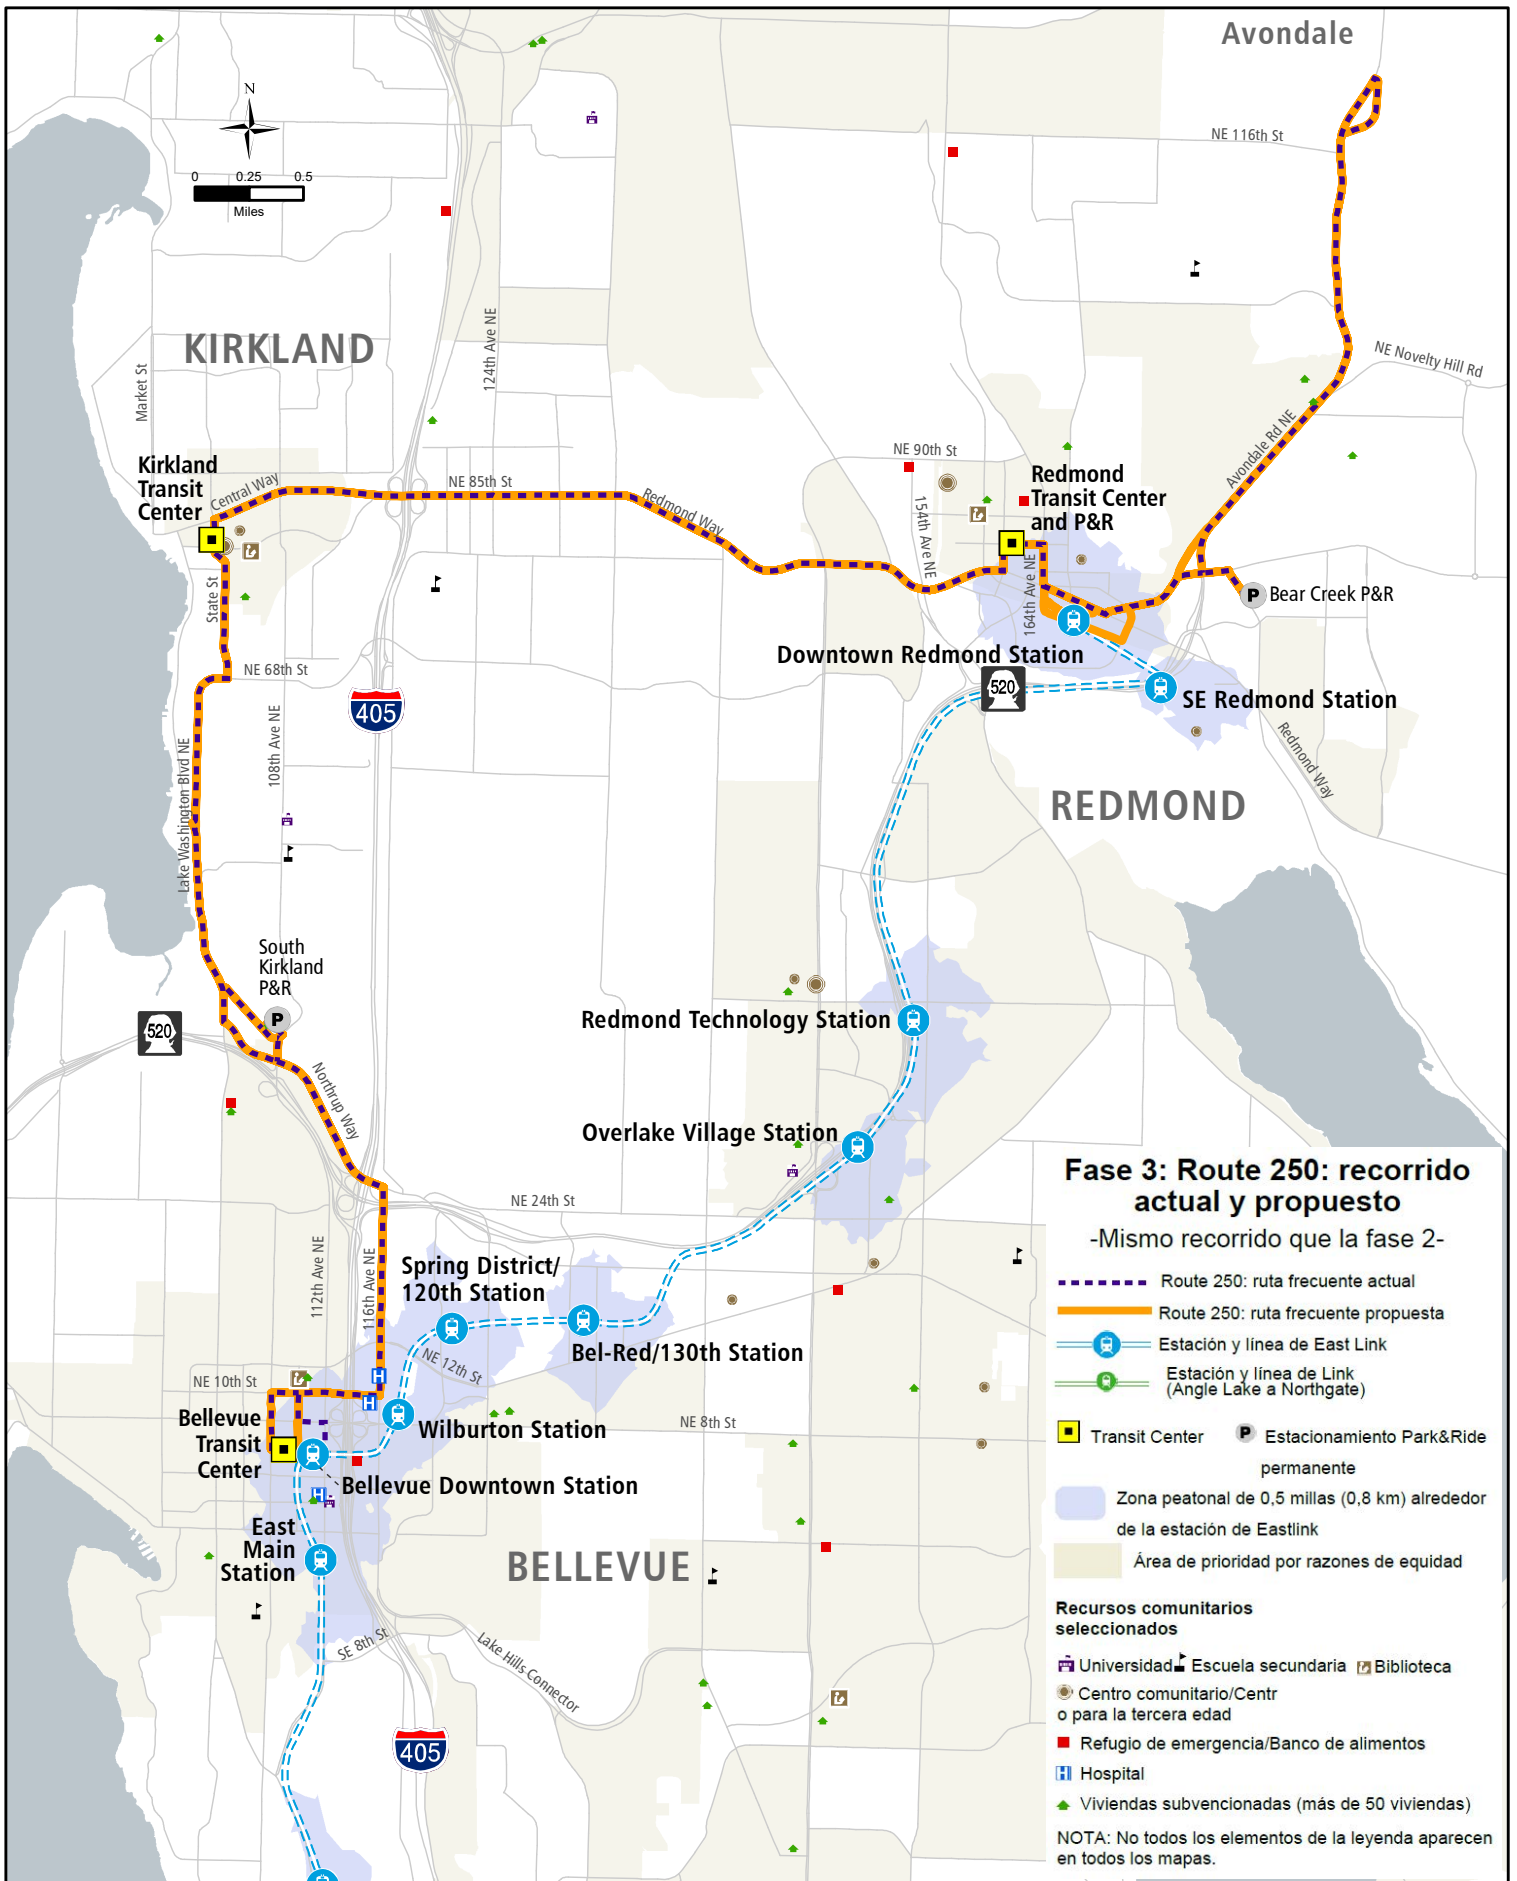 Avondale
N
0 0.25 0.5
Miles
NE 116th St
KIRKLAND
Market St
124th Ave NE
NE Novelty Hill Rd
Avondale Rd NE
Kirkland
Transit
Center
Central Way
NE 85th St
Redmond Way
NE 90th St
154th Ave NE
Redmond
Transit Center
and P&R
164th Ave NE
P
Bear Creek P&R
State St
NE 68th St
Downtown Redmond Station
520
SE Redmond Station
405
108th Ave NE
Lake Washington Blvd NE
Redmond Way
REDMOND
South
Kirkland
P&R
P
520
Northrup Way
Redmond Technology Station
Overlake Village Station
NE 24th St
112th Ave NE
116th Ave NE
Spring District/
120th Station
Bel-Red/130th Station
NE 12th St
NE 10th St
H
H
Bellevue
Transit
Center
Wilburton Station
NE 8th St
Bellevue Downtown Station
H
East
Main
Station
BELLEVUE
SE 8th St
Lake Hills Connector
405
Fase 3: Route 250: recorrido
actual y propuesto
-Mismo recorrido que la fase 2-
Route 250: ruta frecuente actual
Route 250: ruta frecuente propuesta
Estación y línea de East Link
Estación y línea de Link
(Angle Lake a Northgate)
Transit Center
P Estacionamiento Park&Ride
permanente
Zona peatonal de 0,5 millas (0,8 km) alrededor
de la estación de Eastlink
Área de prioridad por razones de equidad
Recursos comunitarios
seleccionados
Universidad Escuela secundaria Biblioteca
Centro comunitario/Centr
o para la tercera edad
Refugio de emergencia/Banco de alimentos
H Hospital
Viviendas subvencionadas (más de 50 viviendas)
NOTA: No todos los elementos de la leyenda aparecen
en todos los mapas.